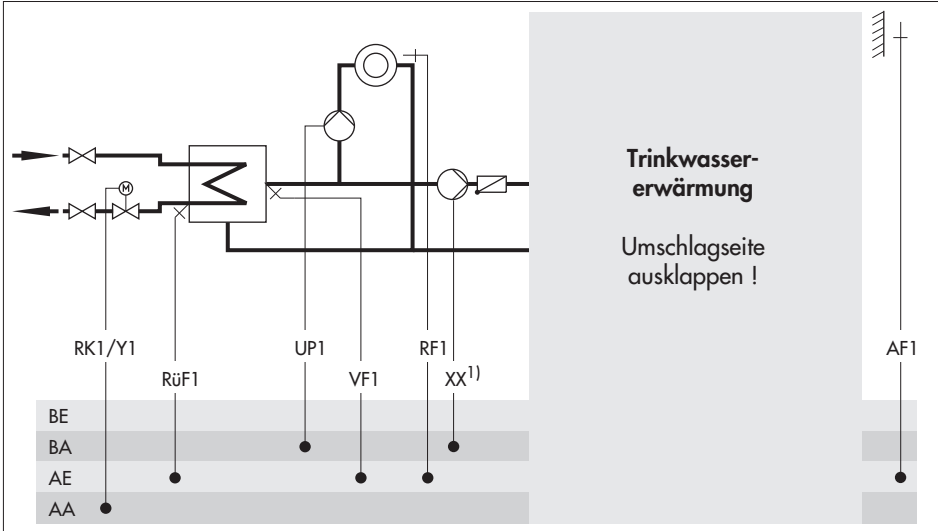 M
Trinkwasser-
erwärmung
Umschlagseite
ausklappen !
RK1/Y1 UP1 RF1 AF1
RüF1 VF1 XX1)
BE
BA
AE
AA